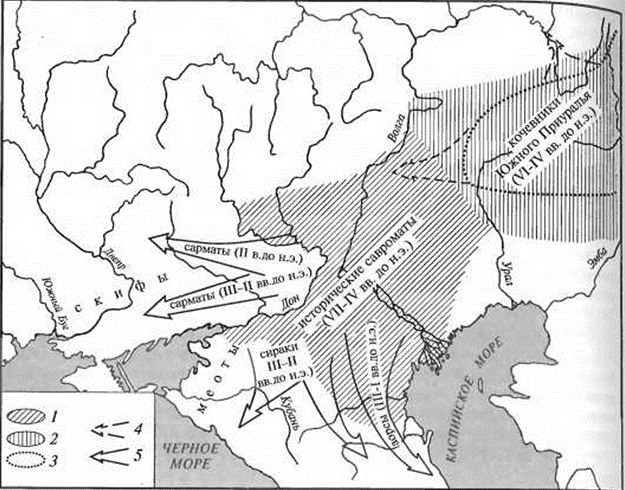 Волга
кочевники
Южного Приуралья
(VI–IV вв. до н.э.)
исторические савроматы
(VII–IV вв. до н.э.)
Эмба
Урал
Днепр
Южный Буг
скифы
сарматы (II в. до н.э.)
сарматы (III–II вв. до н.э.)
Дон
меоты
сираки
III–II
вв. до н.э.)
Кубань
аорсы (III–I вв. до н.э.)
ЧЕРНОЕ
МОРЕ
КАСПИЙСКОЕ МОРЕ
1
2
3
4
5